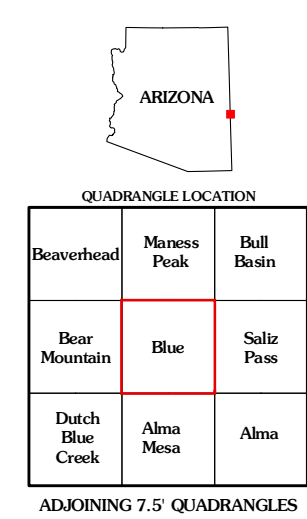 ARIZONA
QUADRANGLE LOCATION
Beaverhead
Maness
Peak
Bull
Basin
Bear
Mountain
Blue
Saliz
Pass
Dutch
Blue
Creek
Alma
Mesa
Alma
ADJOINING 7.5' QUADRANGLES